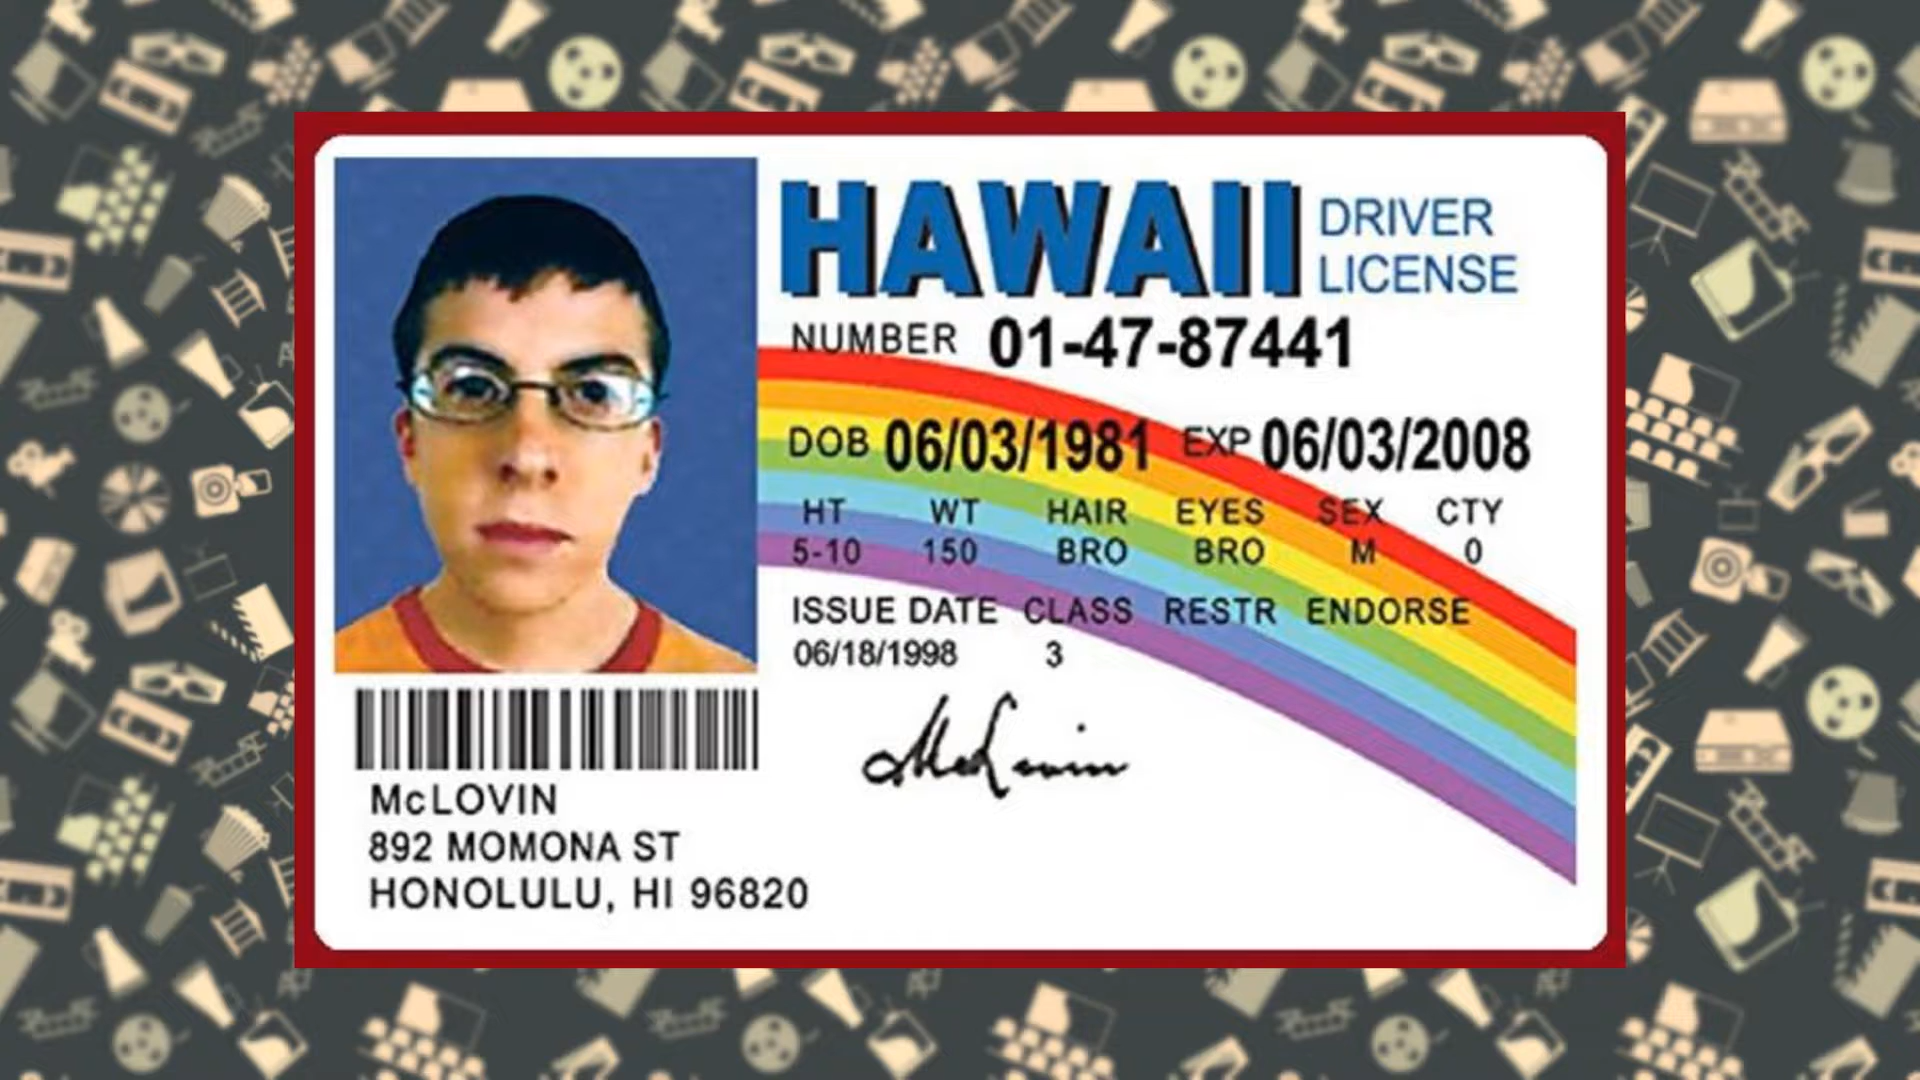 HAWAII DRIVER LICENSE
NUMBER 01-47-87441
DOB 06/03/1981 EXP 06/03/2008
HT WT HAIR EYES SEX CTY
5-10 150 BRO BRO M 0
ISSUE DATE CLASS RESTR ENDORSE
06/18/1998 3
McLovin
McLOVIN
892 MOMONA ST
HONOLULU, HI 96820